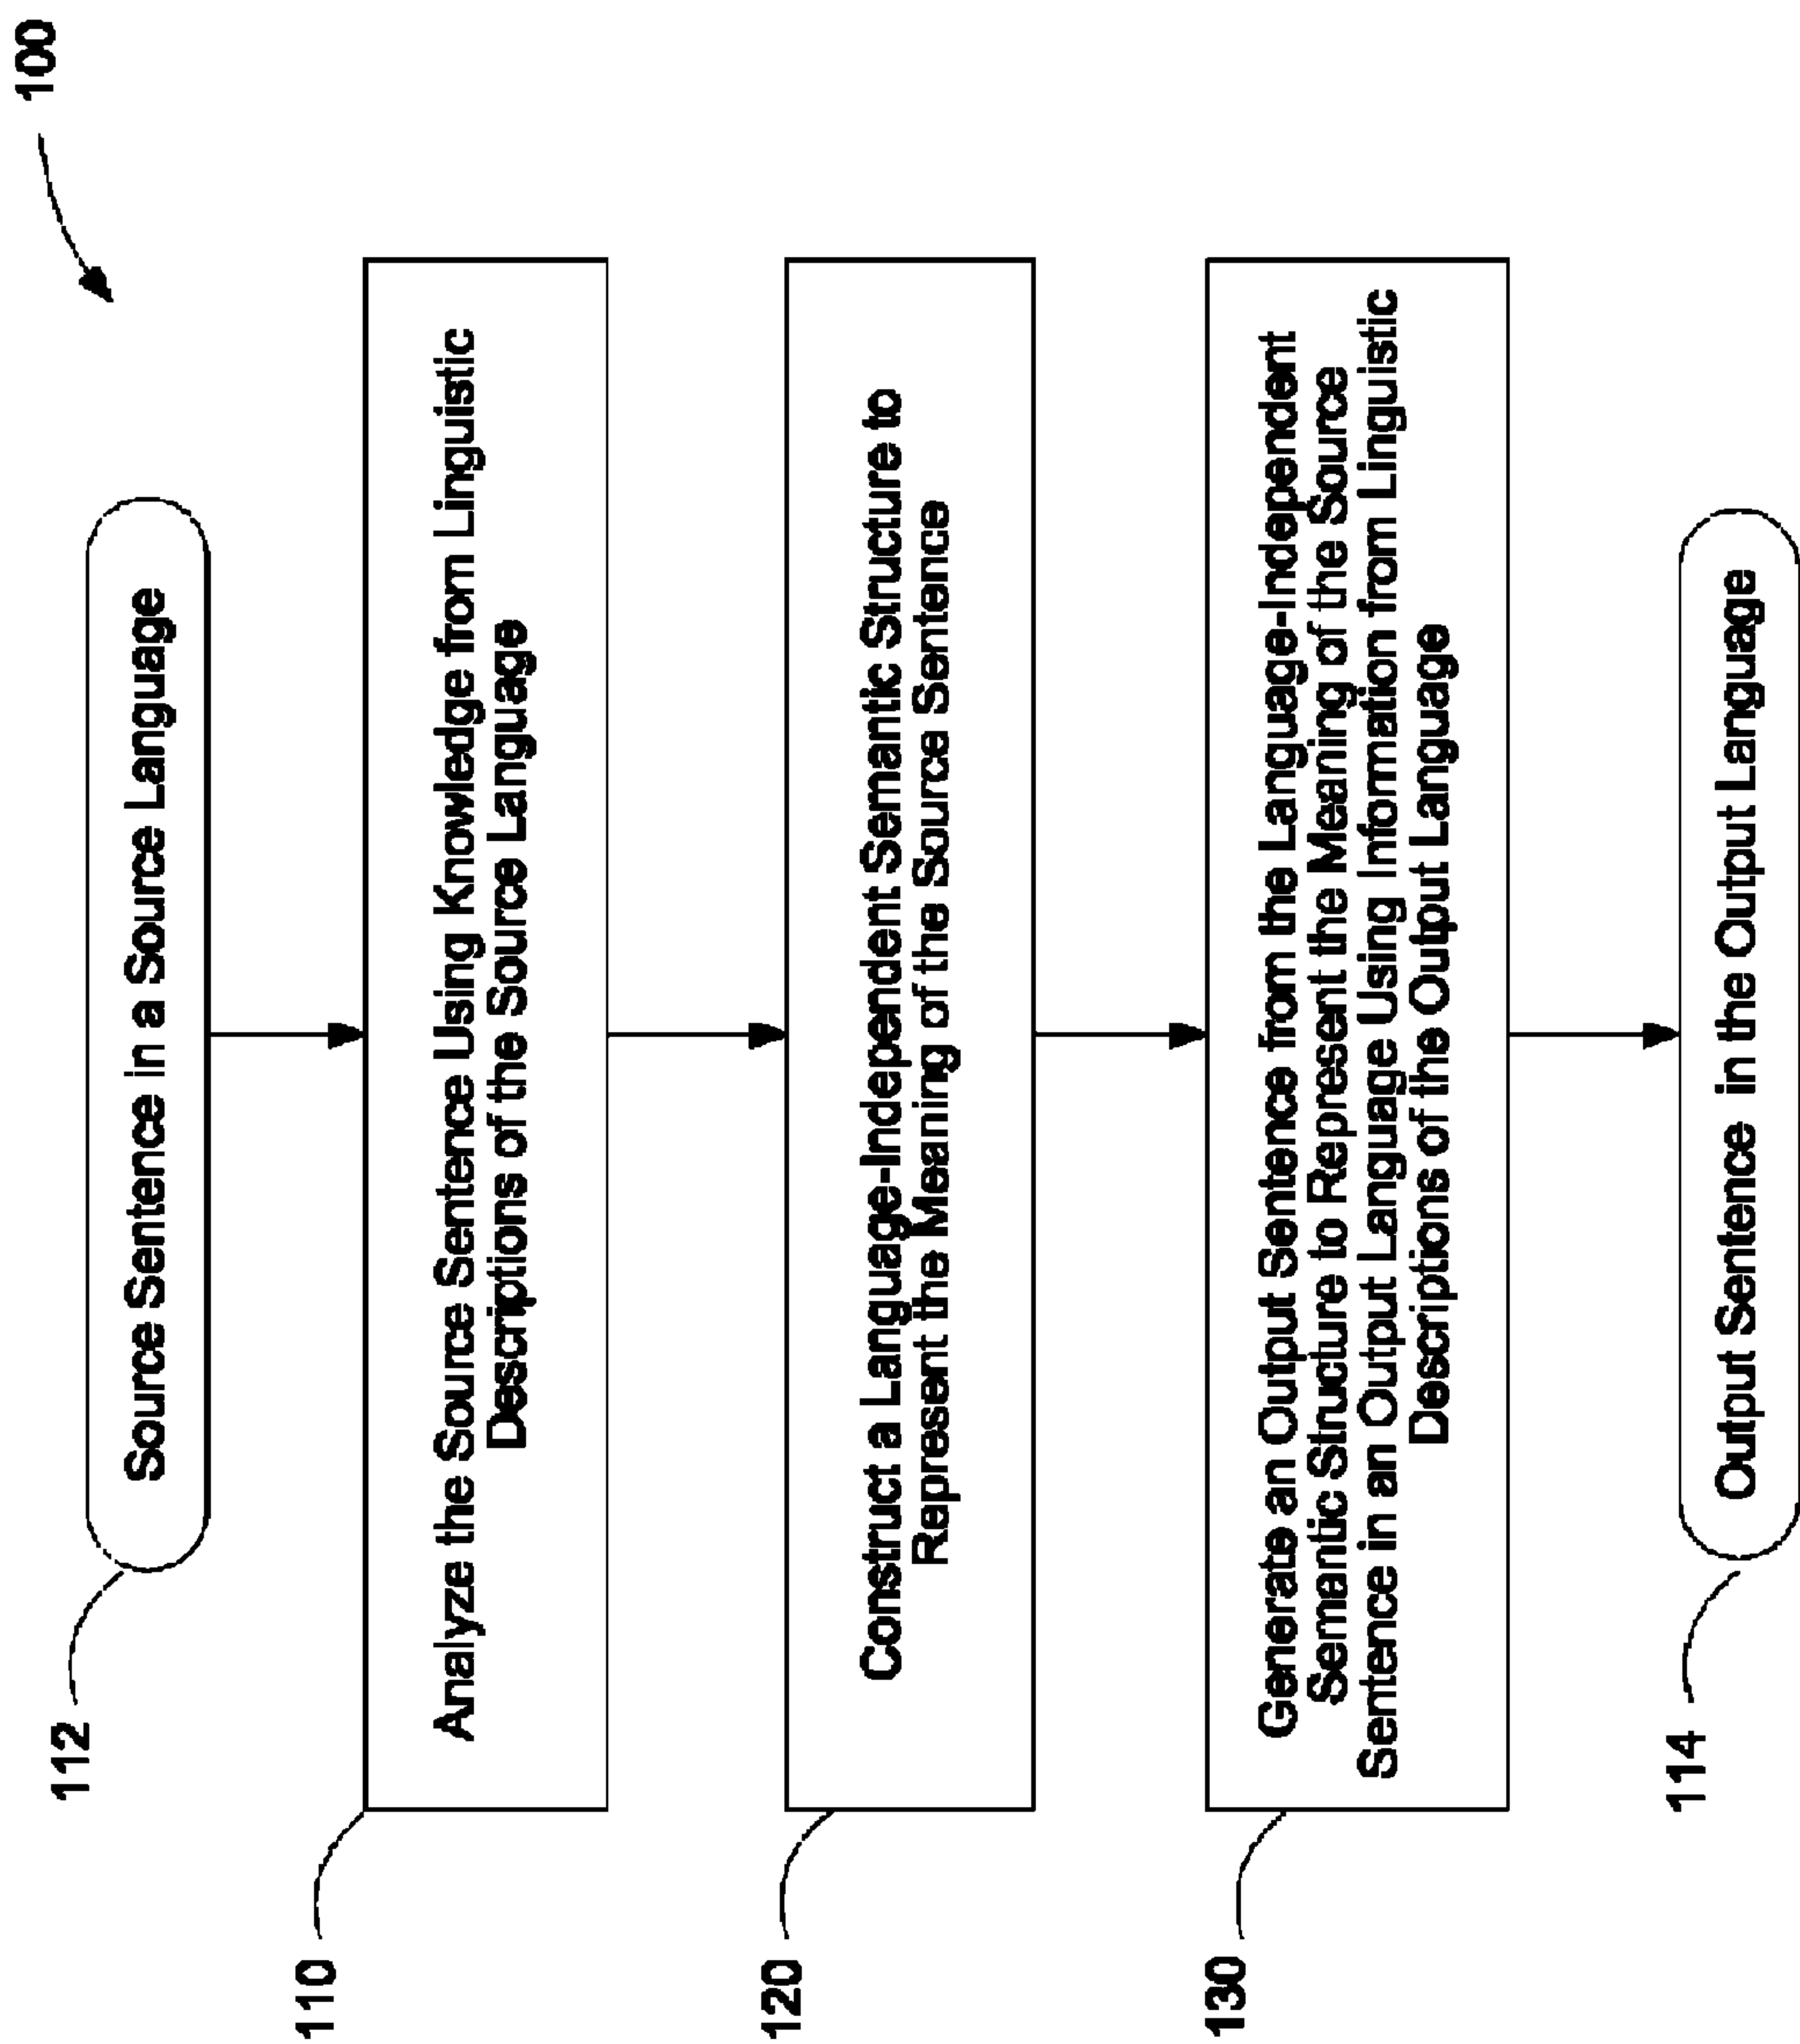 100
112
Source Sentence in a Source Language
110
Analyze the Source Sentence Using Knowledge from Linguistic
Descriptions of the Source Language
120
Construct a Language-Independent Semantic Structure to
Represent the Meaning of the Source Sentence
130
Generate an Output Sentence from the Language-Independent
Semantic Structure to Represent the Meaning of the Source
Sentence in an Output Language Using Information from Linguistic
Descriptions of the Output Language
114
Output Sentence in the Output Language